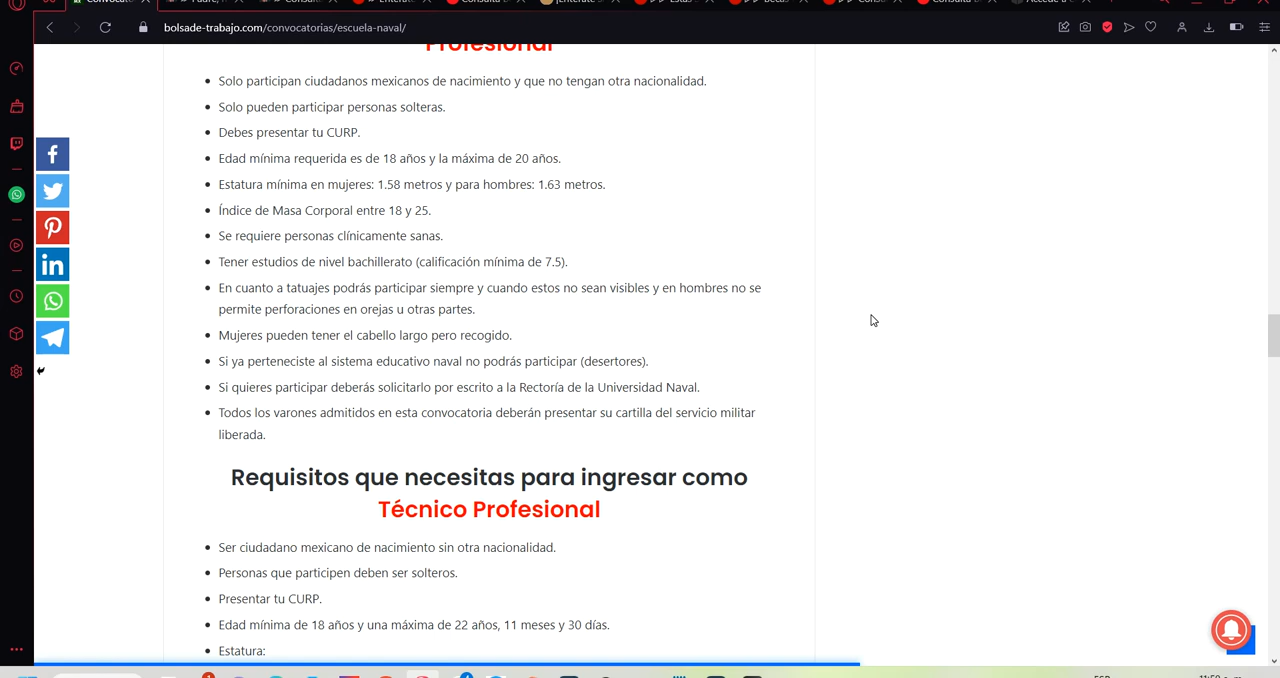 bolsade-trabajo.com/convocatorias/escuela-naval/
Profesional
• Solo participan ciudadanos mexicanos de nacimiento y que no tengan otra nacionalidad.
• Solo pueden participar personas solteras.
• Debes presentar tu CURP.
• Edad mínima requerida es de 18 años y la máxima de 20 años.
• Estatura mínima en mujeres: 1.58 metros y para hombres: 1.63 metros.
• Índice de Masa Corporal entre 18 y 25.
• Se requiere personas clínicamente sanas.
• Tener estudios de nivel bachillerato (calificación mínima de 7.5).
• En cuanto a tatuajes podrás participar siempre y cuando estos no sean visibles y en hombres no se
permite perforaciones en orejas u otras partes.
• Mujeres pueden tener el cabello largo pero recogido.
• Si ya perteneciste al sistema educativo naval no podrás participar (desertores).
• Si quieres participar deberás solicitarlo por escrito a la Rectoría de la Universidad Naval.
• Todos los varones admitidos en esta convocatoria deberán presentar su cartilla del servicio militar
liberada.
Requisitos que necesitas para ingresar como
Técnico Profesional
• Ser ciudadano mexicano de nacimiento sin otra nacionalidad.
• Personas que participen deben ser solteros.
• Presentar tu CURP.
• Edad mínima de 18 años y una máxima de 22 años, 11 meses y 30 días.
• Estatura: